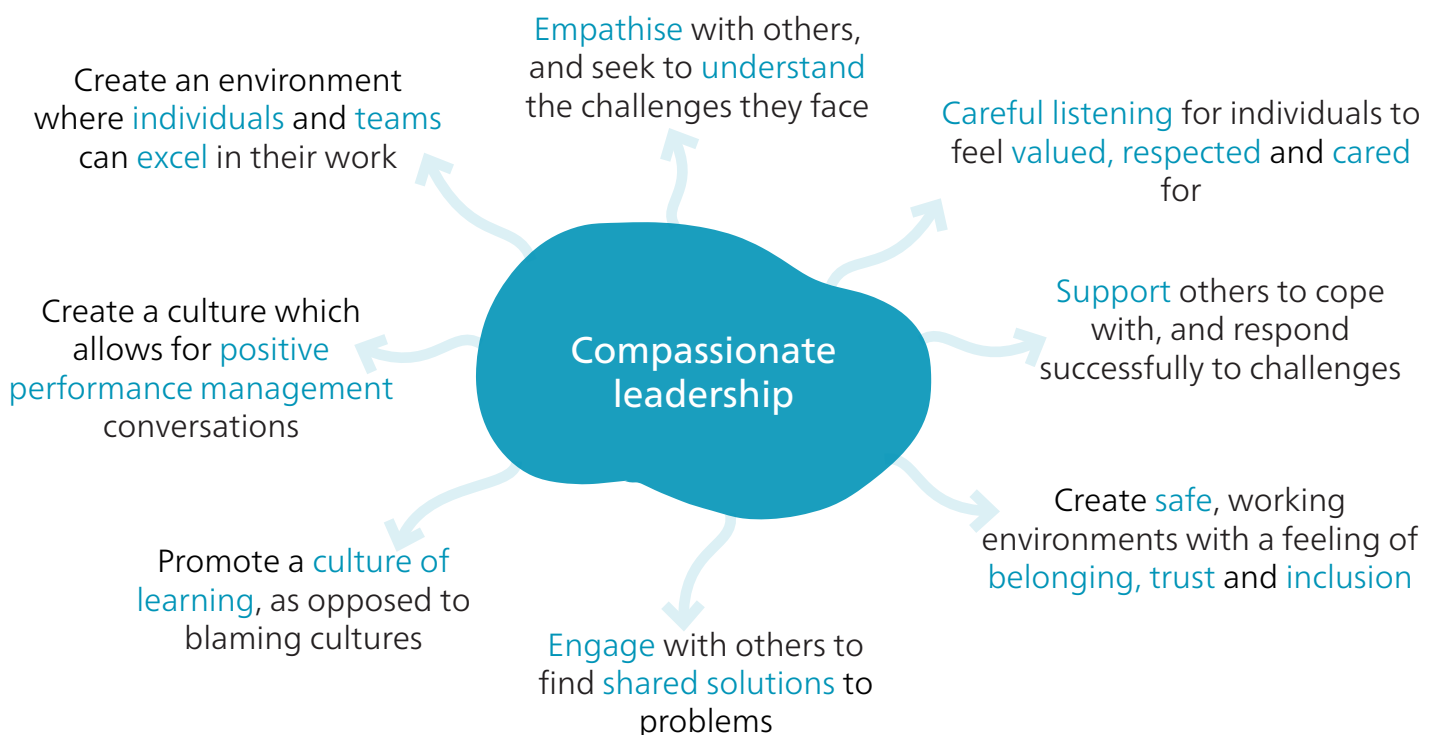 Empathise with others,
and seek to understand
the challenges they face
Create an environment
where individuals and teams
can excel in their work
Careful listening for individuals to
feel valued, respected and cared
for
Create a culture which
allows for positive
performance management
conversations
Compassionate
leadership
Support others to cope
with, and respond
successfully to challenges
Create safe, working
environments with a feeling of
belonging, trust and inclusion
Promote a culture of
learning, as opposed to
blaming cultures
Engage with others to
find shared solutions to
problems